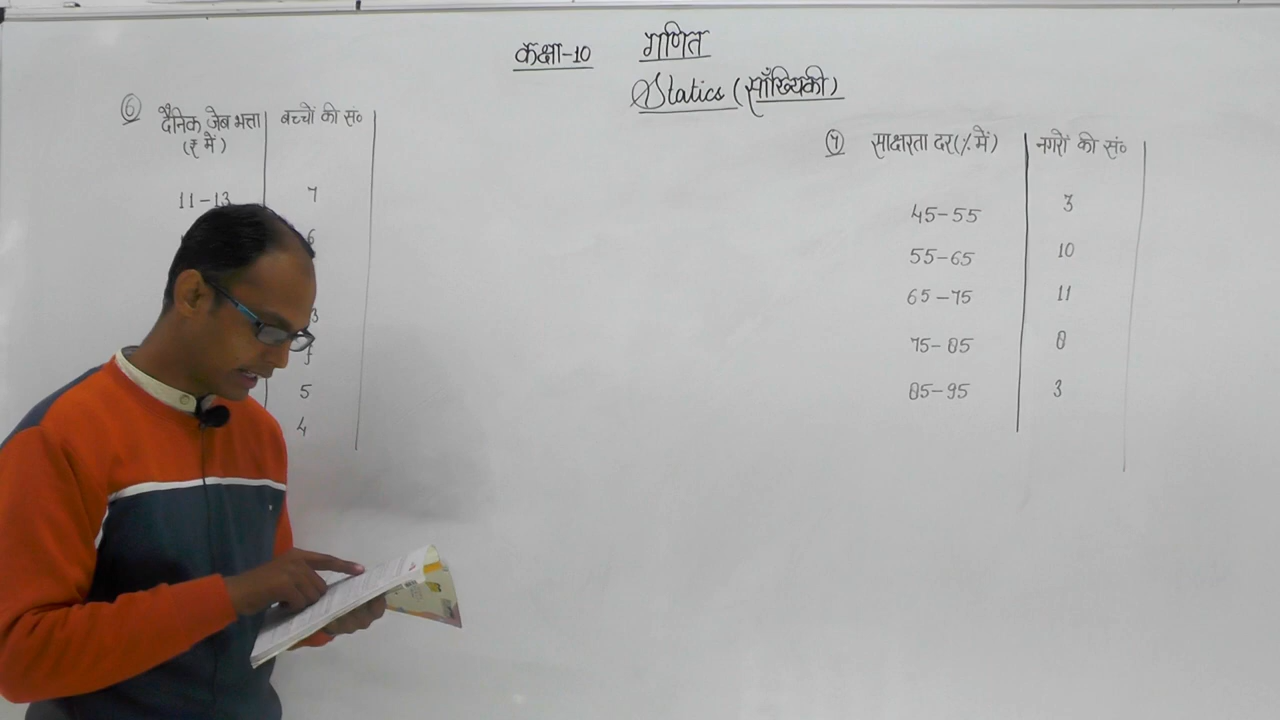 कक्षा-10 गणित
Statics (साँख्यिकी)
6 दैनिक जेब भत्ता बच्चों की सं०
(₹ में)
11-13 7
6
3
5
4
7 साक्षरता दर(% में) नगरों की सं०
45-55 3
55-65 10
65-75 11
75-85 8
85-95 3